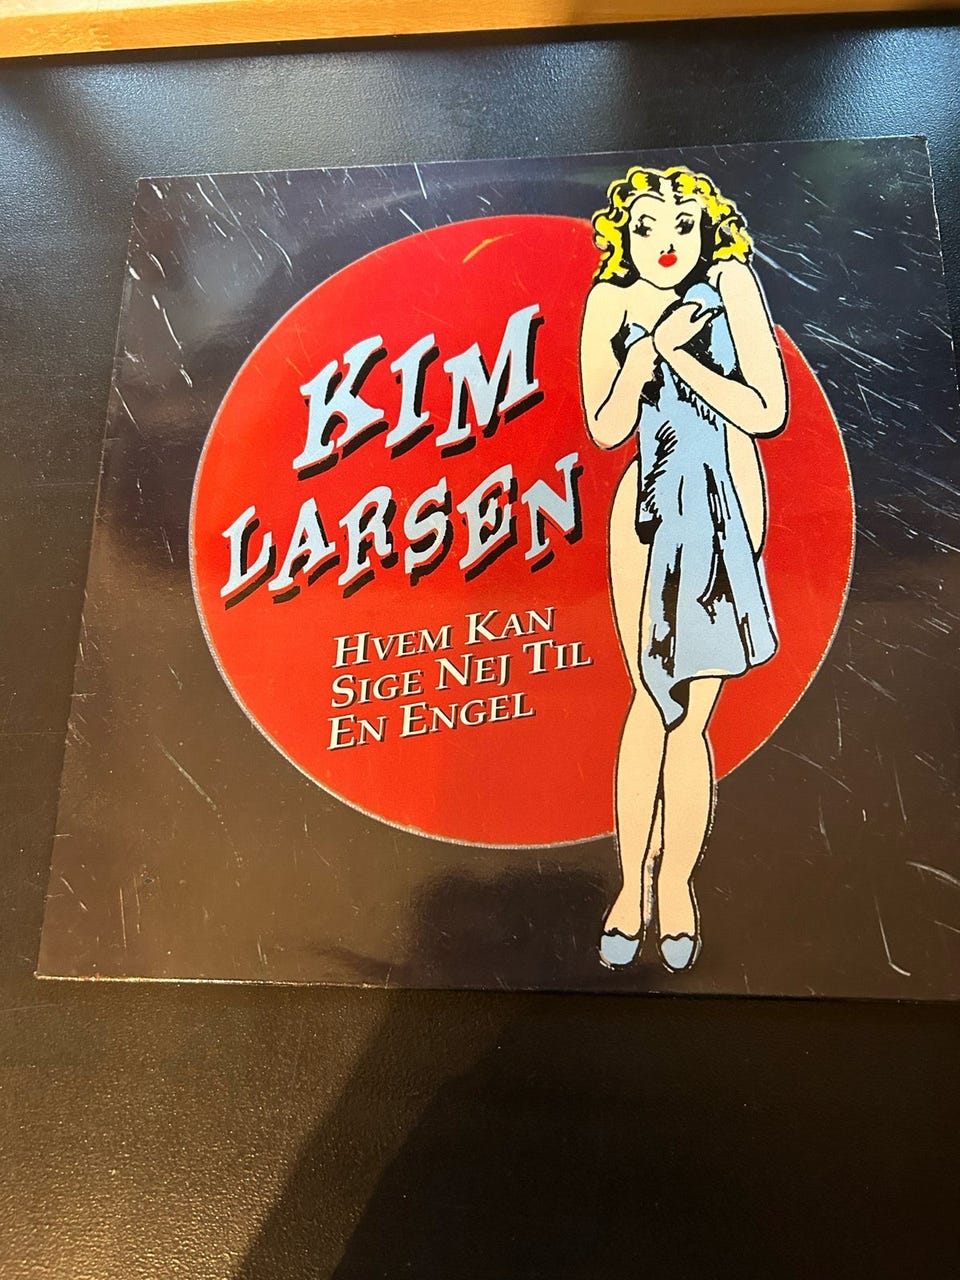 KIM
LARSEN
HVEM KAN
SIGE NEJ TIL
EN ENGEL